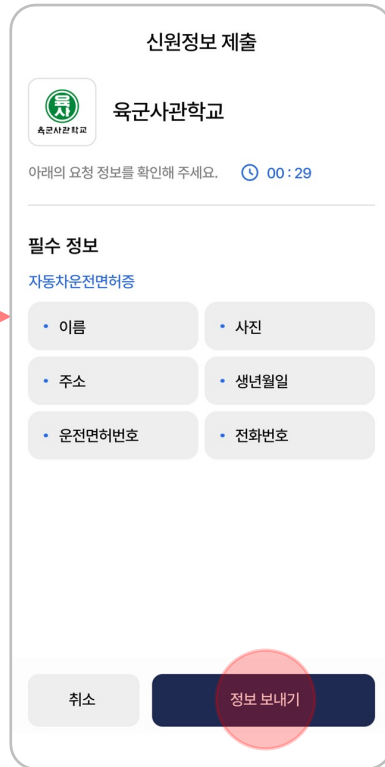 신원정보 제출
육사
육군사관학교
육군사관학교
아래의 요청 정보를 확인해 주세요. 00 : 29
필수 정보
자동차운전면허증
• 이름 • 사진
• 주소 • 생년월일
• 운전면허번호 • 전화번호
취소 정보 보내기